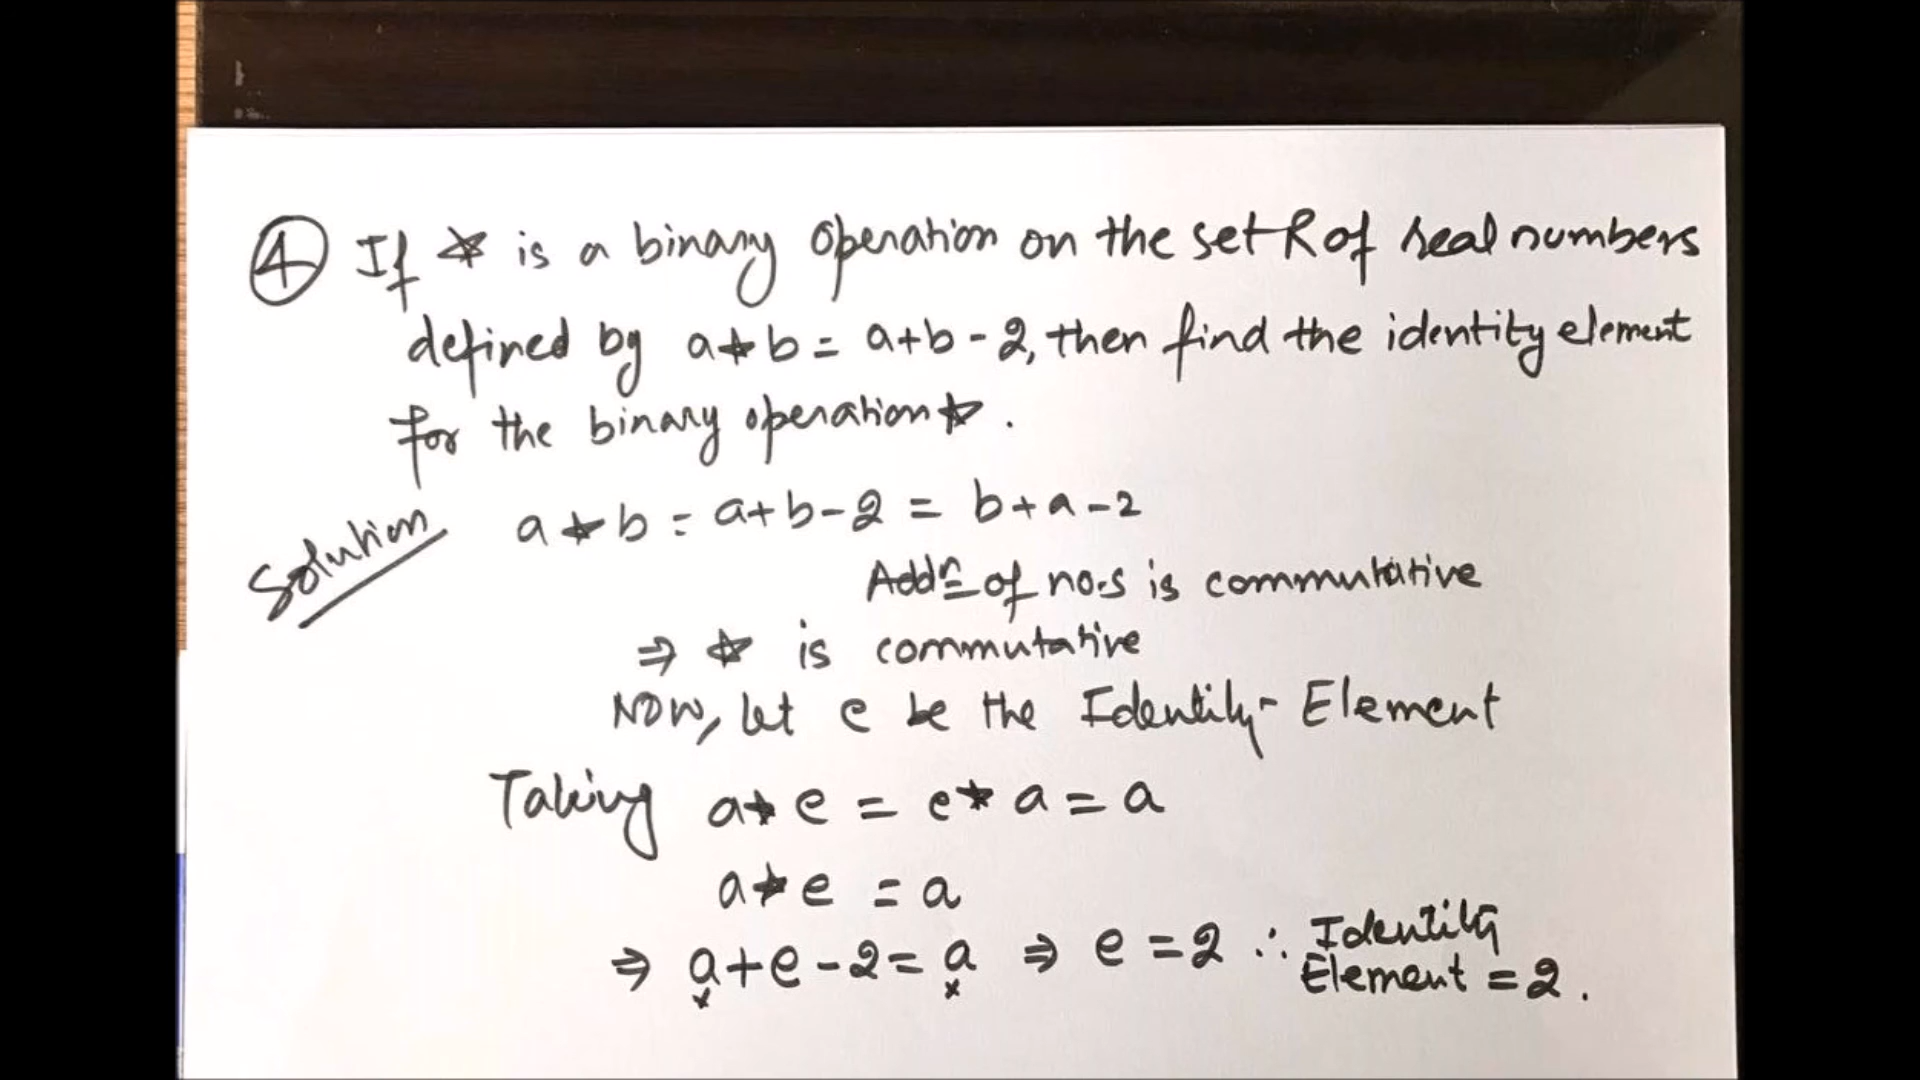 ④ If ☆ is a binary operation on the set R of real numbers
defined by a☆b = a+b-2, then find the identity element
for the binary operation ☆.
Solution a☆b = a+b-2 = b+a-2
Addn of no.s is commutative
⇒ ☆ is commutative
Now, let e be the Identity-Element
Taking a☆e = e☆a = a
a☆e = a
⇒ a+e-2 = a ⇒ e = 2 ∴ Identity
Element = 2.